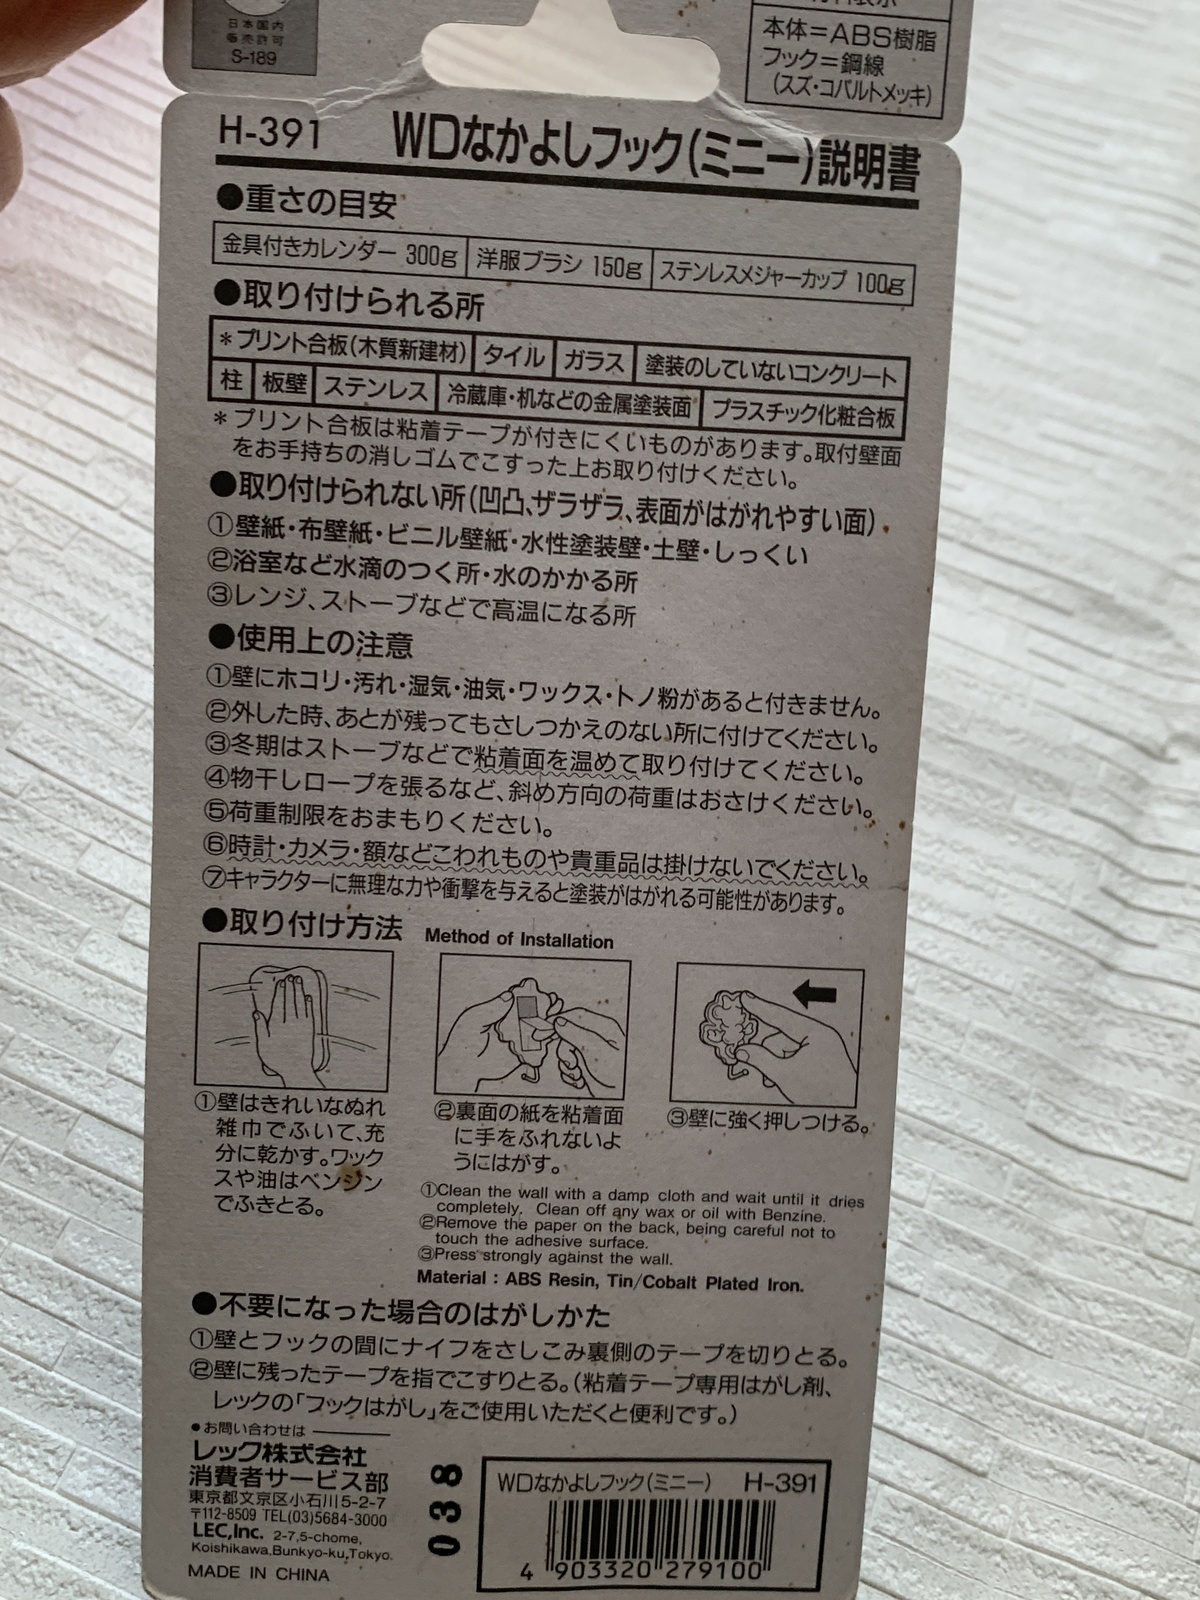 日本国内
販売許可
S-189
本体＝ABS樹脂
フック＝鋼線
（スズ・コバルトメッキ）
H-391 WDなかよしフック（ミニー）説明書
●重さの目安
金具付きカレンダー 300g 洋服ブラシ 150g ステンレスメジャーカップ 100g
●取り付けられる所
＊プリント合板（木質新建材） タイル ガラス 塗装のしていないコンクリート
柱 板壁 ステンレス 冷蔵庫・机などの金属塗装面 プラスチック化粧合板
＊プリント合板は粘着テープが付きにくいものがあります。取付壁面
をお手持ちの消しゴムでこすった上お取り付けください。
●取り付けられない所（凹凸、ザラザラ、表面がはがれやすい面）
①壁紙・布壁紙・ビニル壁紙・水性塗装壁・土壁・しっくい
②浴室など水滴のつく所・水のかかる所
③レンジ、ストーブなどで高温になる所
●使用上の注意
①壁にホコリ・汚れ・湿気・油気・ワックス・トノ粉があると付きません。
②外した時、あとが残ってもさしつかえのない所に付けてください。
③冬期はストーブなどで粘着面を温めて取り付けてください。
④物干しロープを張るなど、斜め方向の荷重はおさけください。
⑤荷重制限をおまもりください。
⑥時計・カメラ・額などこわれものや貴重品は掛けないでください。
⑦キャラクターに無理な力や衝撃を与えると塗装がはがれる可能性があります。
●取り付け方法 Method of Installation
①壁はきれいなぬれ
雑巾でふいて、充
分に乾かす。ワック
スや油はベンジン
でふきとる。
②裏面の紙を粘着面
に手をふれないよ
うにはがす。
③壁に強く押しつける。
①Clean the wall with a damp cloth and wait until it dries
completely. Clean off any wax or oil with Benzine.
②Remove the paper on the back, being careful not to
touch the adhesive surface.
③Press strongly against the wall.
Material : ABS Resin, Tin/Cobalt Plated Iron.
●不要になった場合のはがしかた
①壁とフックの間にナイフをさしこみ裏側のテープを切りとる。
②壁に残ったテープを指でこすりとる。（粘着テープ専用はがし剤、
レックの「フックはがし」をご使用いただくと便利です。）
●お問い合わせは
レック株式会社
消費者サービス部
東京都文京区小石川5-2-7
〒112-8509 TEL(03)5684-3000
LEC,Inc. 2-7,5-chome,
Koishikawa,Bunkyo-ku,Tokyo.
MADE IN CHINA
038
WDなかよしフック（ミニー） H-391
4 903320 279100